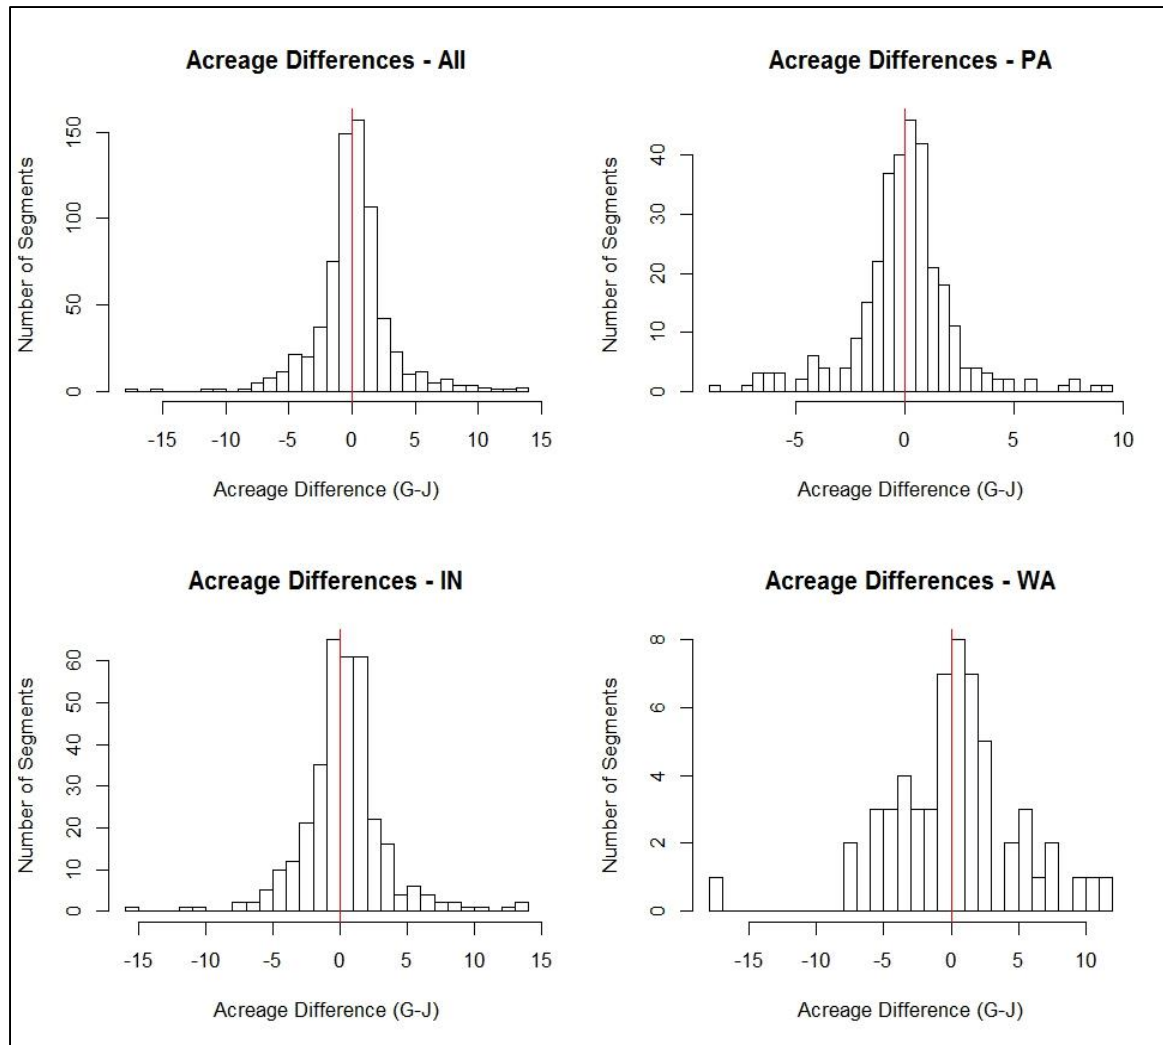 Acreage Differences - All
Number of Segments
150
100
50
0
-15 -10 -5 0 5 10 15
Acreage Difference (G-J)
Acreage Differences - PA
Number of Segments
40
30
20
10
0
-5 0 5 10
Acreage Difference (G-J)
Acreage Differences - IN
Number of Segments
60
50
40
30
20
10
0
-15 -10 -5 0 5 10 15
Acreage Difference (G-J)
Acreage Differences - WA
Number of Segments
8
6
4
2
0
-15 -10 -5 0 5 10
Acreage Difference (G-J)